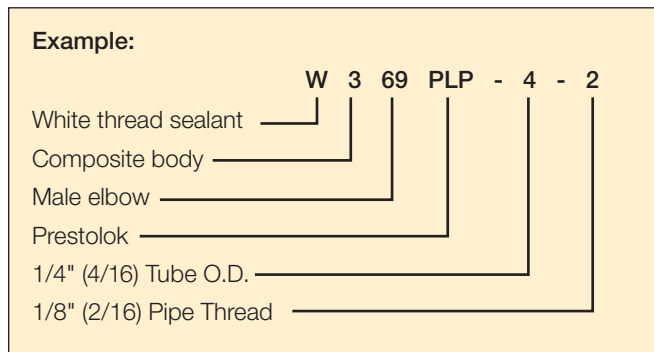 Example:
W 3 69 PLP - 4 - 2
White thread sealant
Composite body
Male elbow
Prestolok
1/4" (4/16) Tube O.D.
1/8" (2/16) Pipe Thread